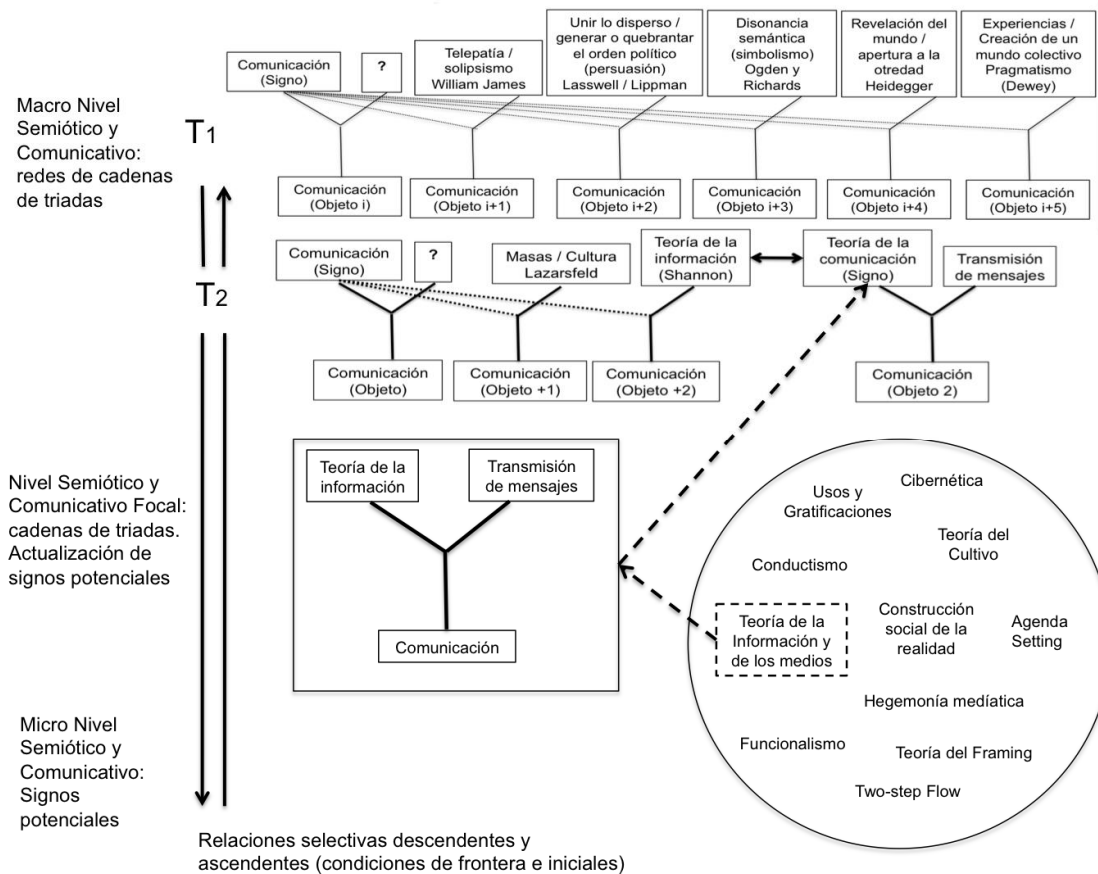 Comunicación
(Signo)
?
Telepatía /
solipsismo
William James
Unir lo disperso /
generar o quebrantar
el orden político
(persuasión)
Lasswell / Lippman
Disonancia
semántica
(simbolismo)
Ogden y
Richards
Revelación del
mundo /
apertura a la
otredad
Heidegger
Experiencias /
Creación de un
mundo colectivo
Pragmatismo
(Dewey)
Macro Nivel
Semiótico y
Comunicativo:
redes de cadenas
de triadas
T1
Comunicación
(Objeto i)
Comunicación
(Objeto i+1)
Comunicación
(Objeto i+2)
Comunicación
(Objeto i+3)
Comunicación
(Objeto i+4)
Comunicación
(Objeto i+5)
T2
Comunicación
(Signo)
?
Masas / Cultura
Lazarsfeld
Teoría de la
información
(Shannon)
Teoría de la
comunicación
(Signo)
Transmisión
de mensajes
Comunicación
(Objeto)
Comunicación
(Objeto +1)
Comunicación
(Objeto +2)
Comunicación
(Objeto 2)
Nivel Semiótico y
Comunicativo Focal:
cadenas de triadas.
Actualización de
signos potenciales
Teoría de la
información
Transmisión
de mensajes
Comunicación
Cibernética
Usos y
Gratificaciones
Teoría del
Cultivo
Conductismo
Teoría de la
Información y
de los medios
Construcción
social de la
realidad
Agenda
Setting
Hegemonía medíatica
Funcionalismo
Teoría del Framing
Two-step Flow
Micro Nivel
Semiótico y
Comunicativo:
Signos
potenciales
Relaciones selectivas descendentes y
ascendentes (condiciones de frontera e iniciales)